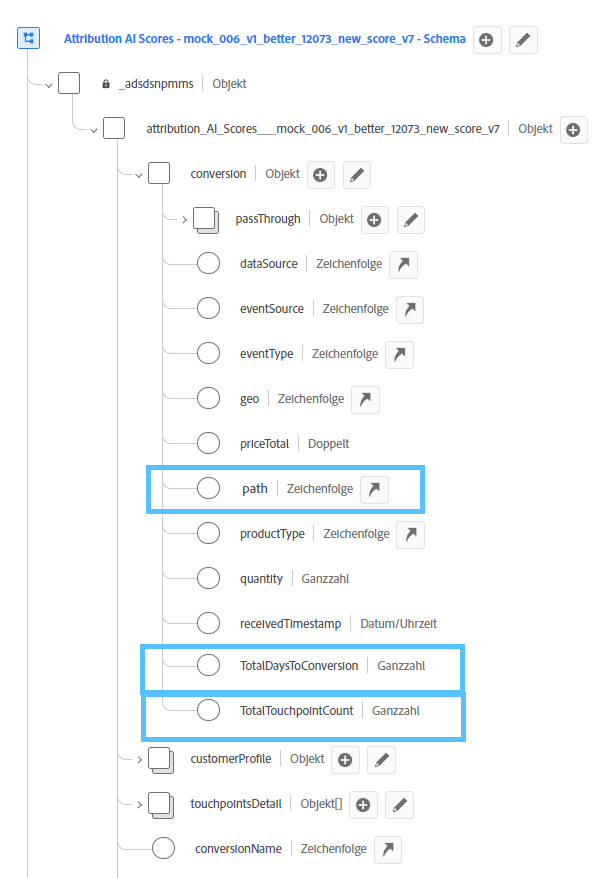 Attribution AI Scores - mock_006_v1_better_12073_new_score_v7 - Schema
_adsdsnpmms Objekt
attribution_AI_Scores___mock_006_v1_better_12073_new_score_v7 Objekt
conversion Objekt
passThrough Objekt
dataSource Zeichenfolge
eventSource Zeichenfolge
eventType Zeichenfolge
geo Zeichenfolge
priceTotal Doppelt
path Zeichenfolge
productType Zeichenfolge
quantity Ganzzahl
receivedTimestamp Datum/Uhrzeit
TotalDaysToConversion Ganzzahl
TotalTouchpointCount Ganzzahl
customerProfile Objekt
touchpointsDetail Objekt[]
conversionName Zeichenfolge